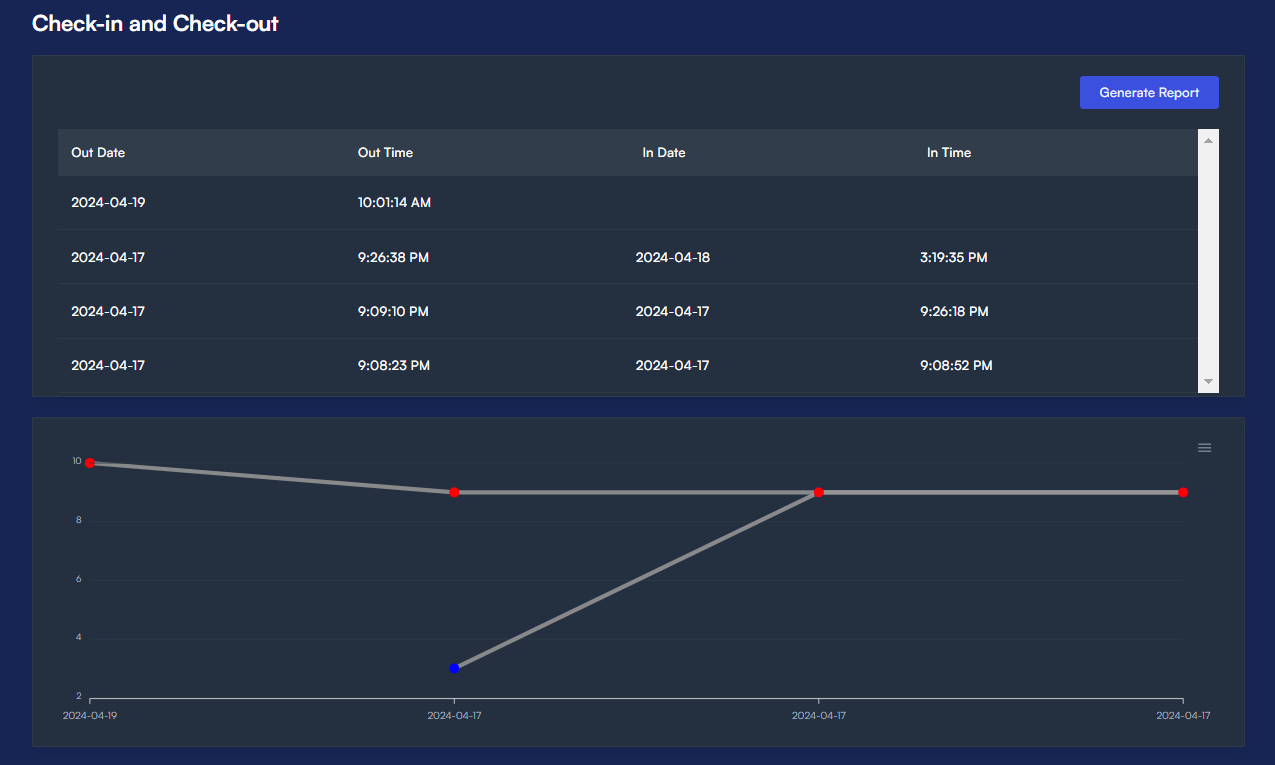 Check-in and Check-out
Generate Report
Out Date Out Time In Date In Time
2024-04-19 10:01:14 AM
2024-04-17 9:26:38 PM 2024-04-18 3:19:35 PM
2024-04-17 9:09:10 PM 2024-04-17 9:26:18 PM
2024-04-17 9:08:23 PM 2024-04-17 9:08:52 PM
10
8
6
4
2
2024-04-19 2024-04-17 2024-04-17 2024-04-17